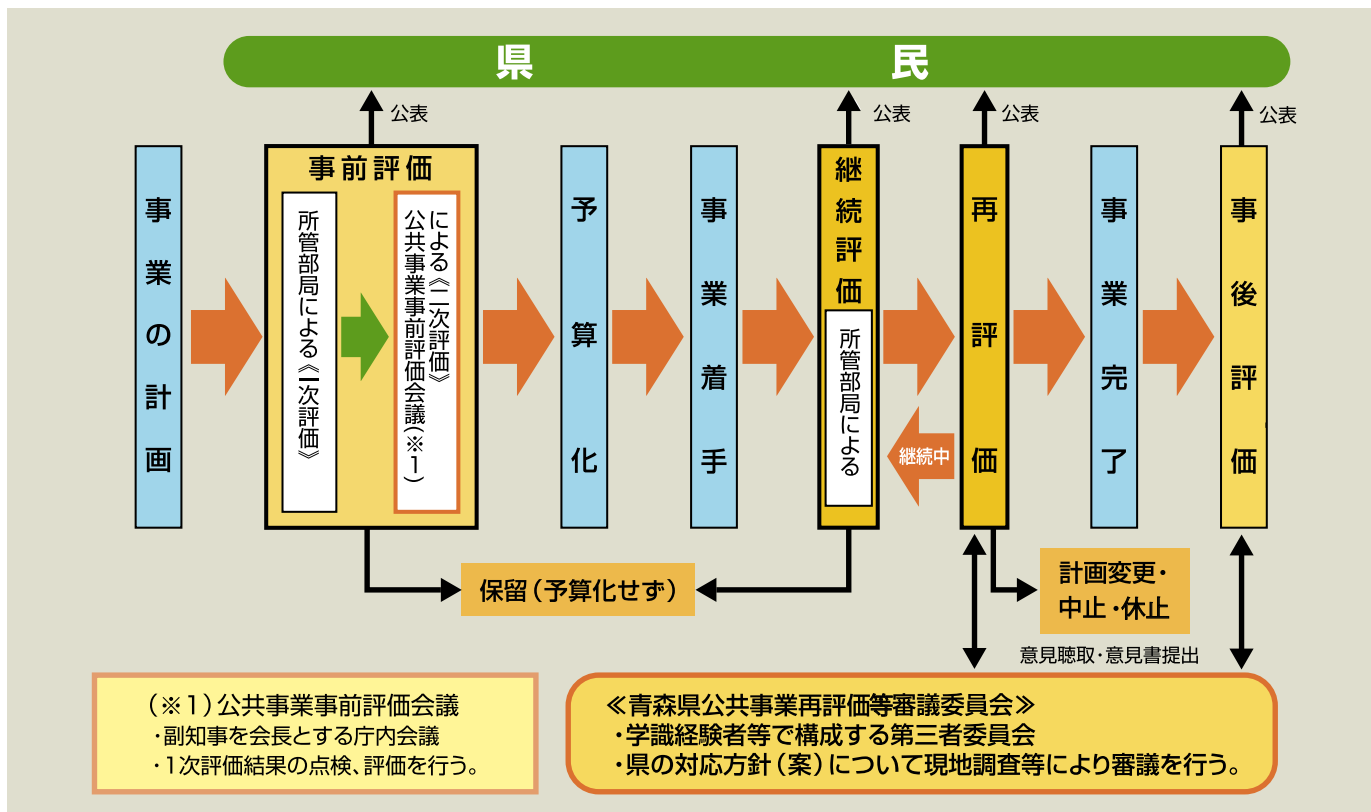 県民
公表
公表
公表
公表
事業の計画
事前評価
所管部局による《一次評価》
公共事業事前評価会議(※1)
による《二次評価》
予算化
事業着手
継続評価
所管部局による
再評価
継続中
事業完了
事後評価
保留（予算化せず）
計画変更・
中止・休止
意見聴取・意見書提出
（※1）公共事業事前評価会議
・副知事を会長とする庁内会議
・1次評価結果の点検、評価を行う。
≪青森県公共事業再評価等審議委員会≫
・学識経験者等で構成する第三者委員会
・県の対応方針（案）について現地調査等により審議を行う。